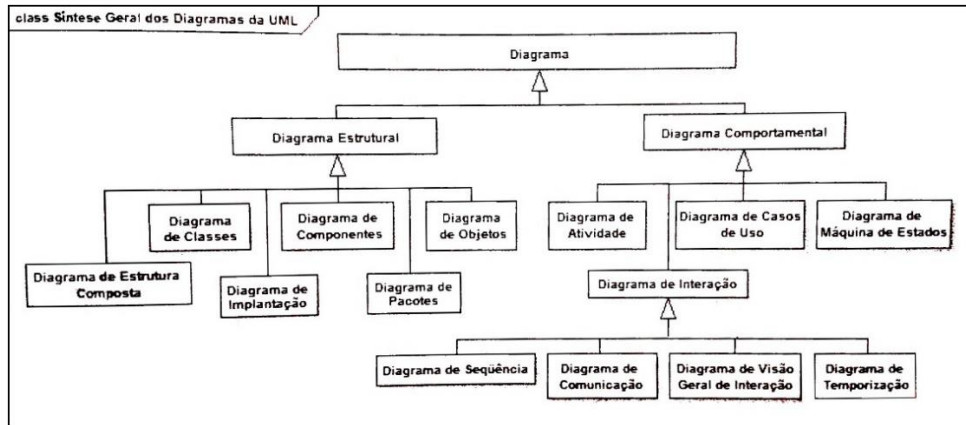 class Síntese Geral dos Diagramas da UML
Diagrama
Diagrama Estrutural
Diagrama Comportamental
Diagrama
de Classes
Diagrama de
Componentes
Diagrama
de Objetos
Diagrama de
Atividade
Diagrama de Casos
de Uso
Diagrama de
Máquina de Estados
Diagrama de Estrutura
Composta
Diagrama de
Implantação
Diagrama de
Pacotes
Diagrama de Interação
Diagrama de Seqüência
Diagrama de
Comunicação
Diagrama de Visão
Geral de Interação
Diagrama de
Temporização